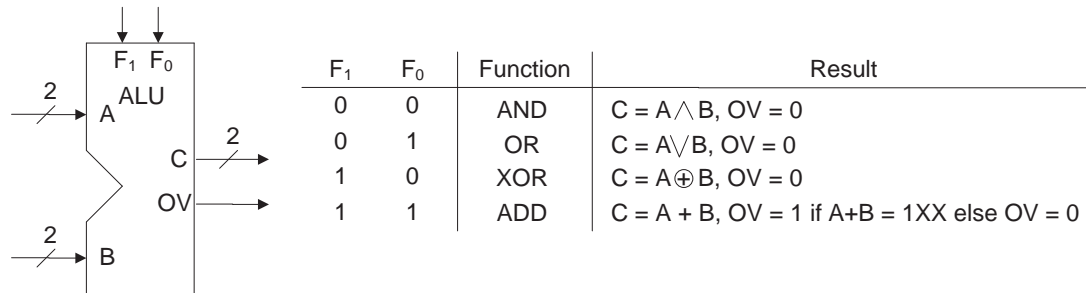 F₁ F₀
ALU
2
A
C
2
OV
2
B
F₁ F₀ Function Result
0 0 AND C = A⋀B, OV = 0
0 1 OR C = A⋁B, OV = 0
1 0 XOR C = A⊕B, OV = 0
1 1 ADD C = A + B, OV = 1 if A+B = 1XX else OV = 0